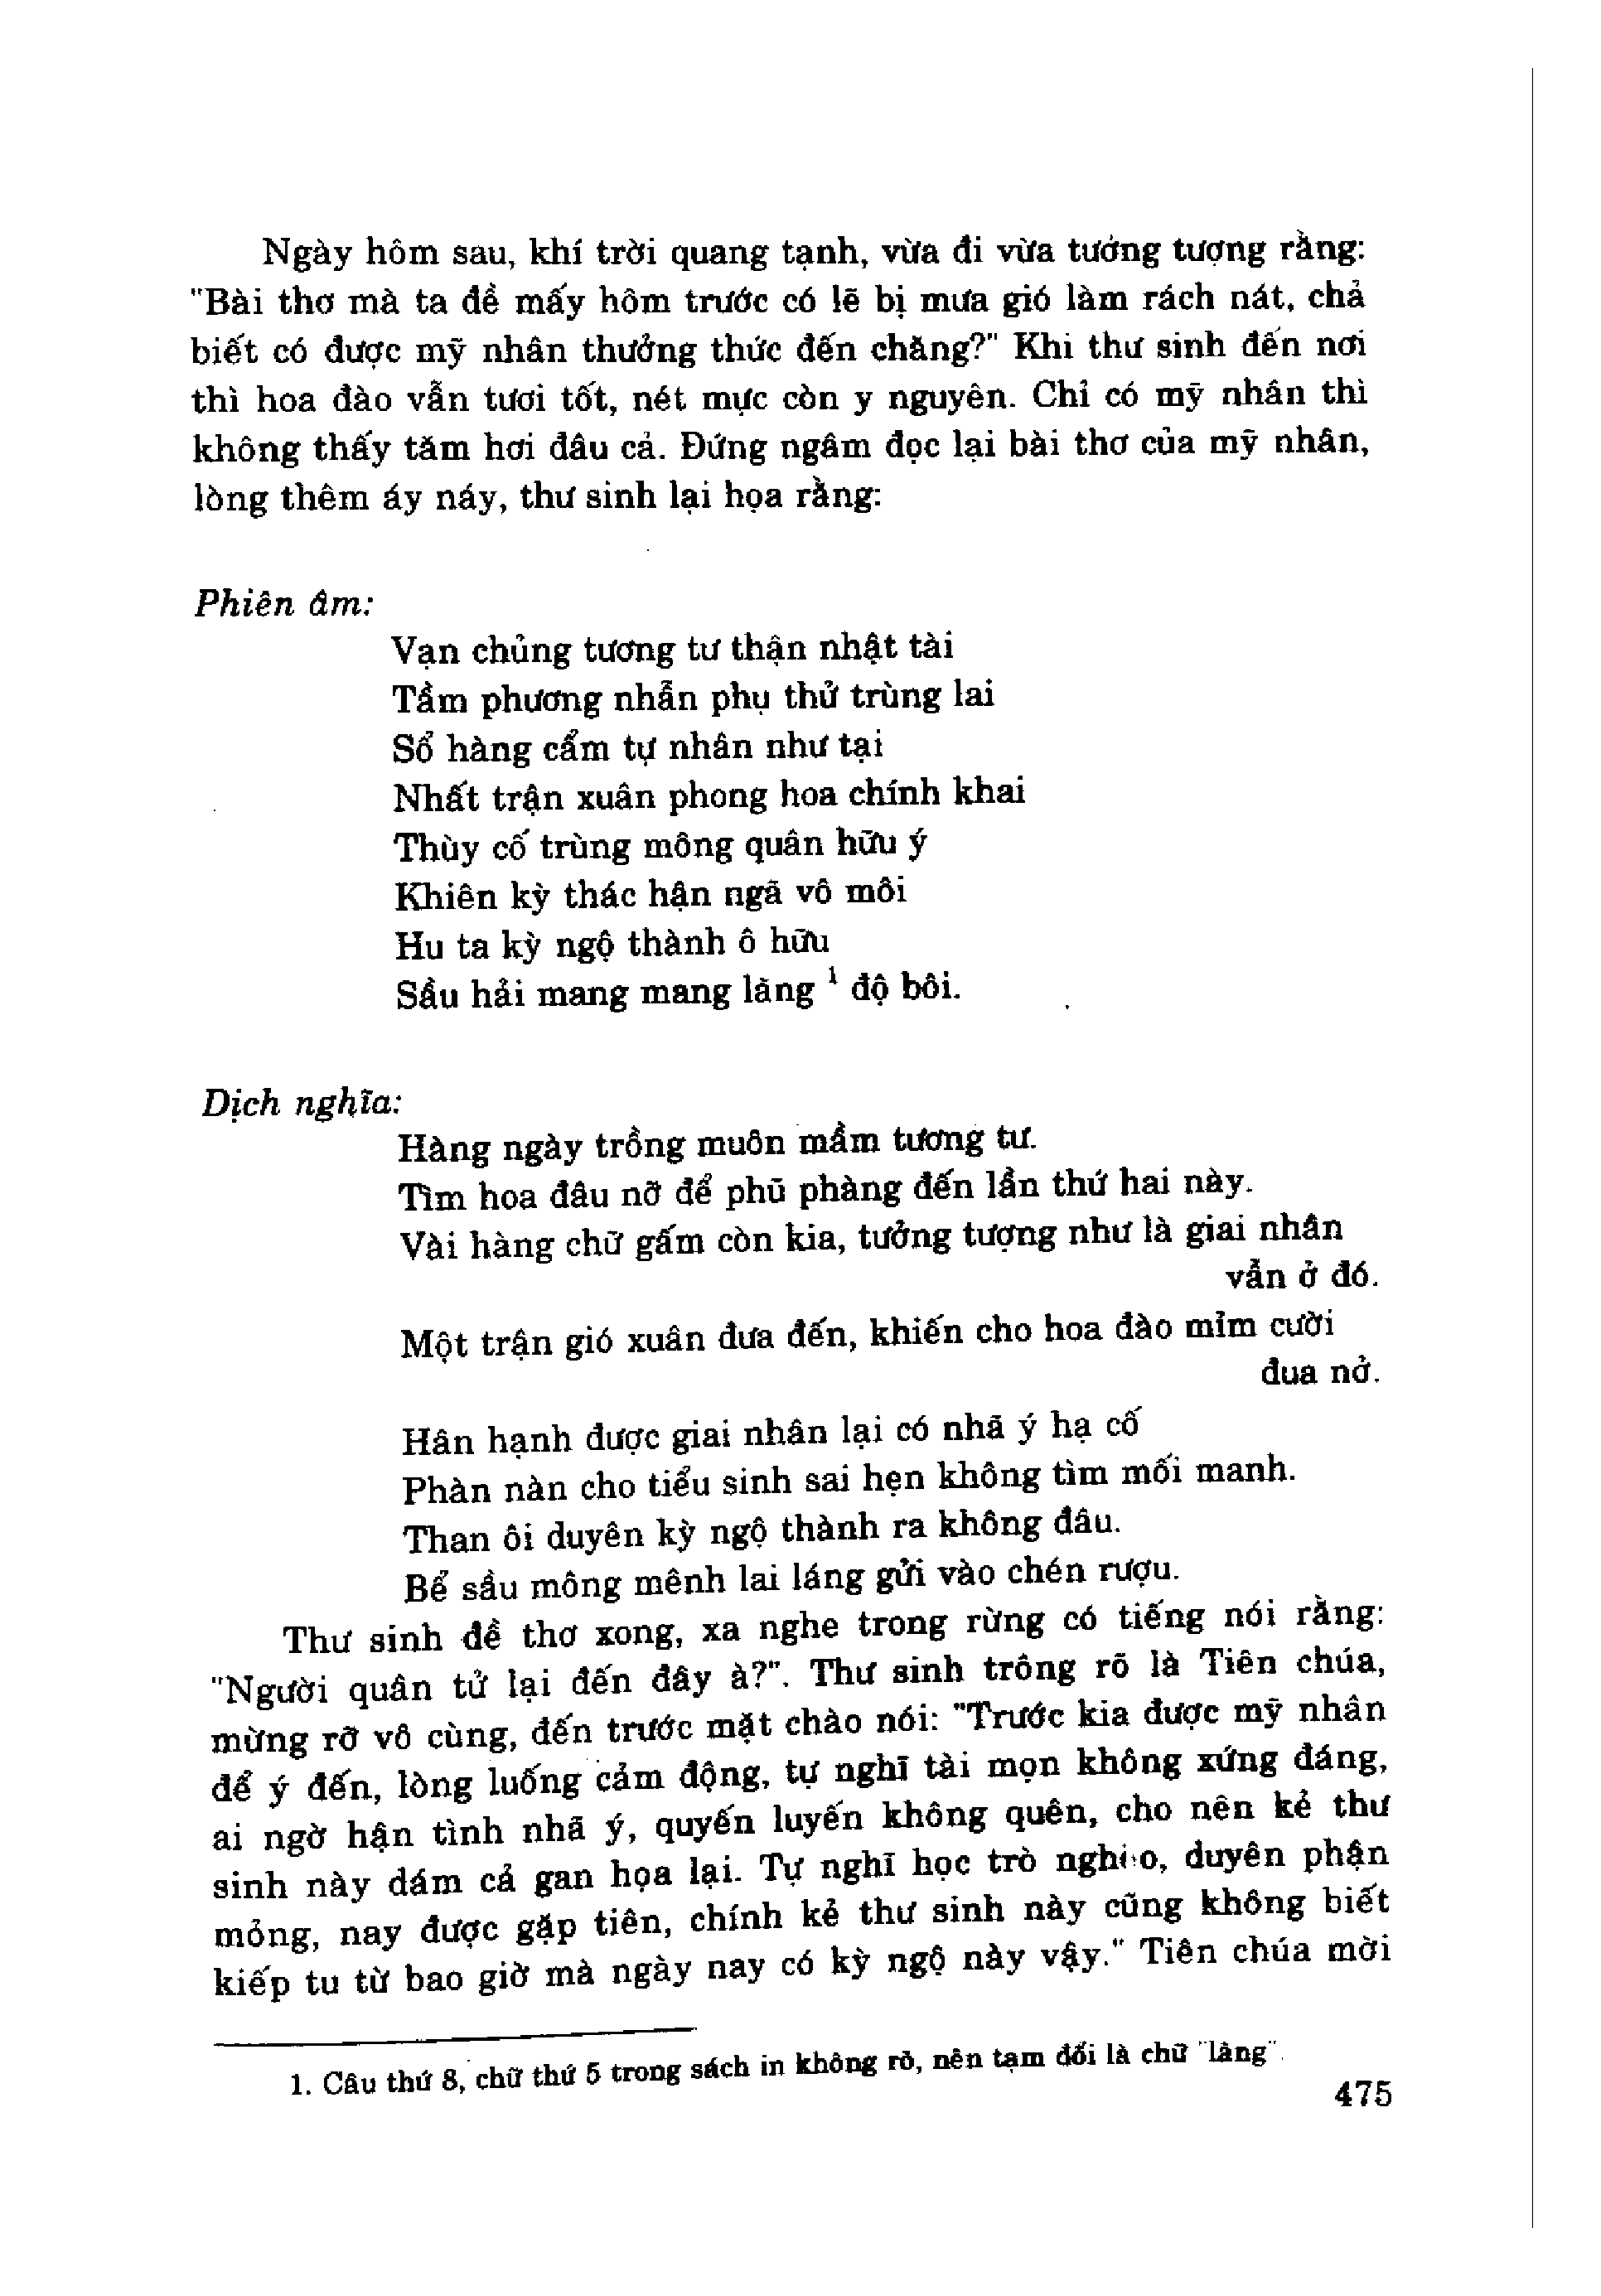 Ngày hôm sau, khí trời quang tạnh, vừa đi vừa tưởng tượng rằng:
"Bài thơ mà ta đề mấy hôm trước có lẽ bị mưa gió làm rách nát, chả
biết có được mỹ nhân thưởng thức đến chăng?" Khi thư sinh đến nơi
thì hoa đào vẫn tươi tốt, nét mực còn y nguyên. Chỉ có mỹ nhân thì
không thấy tăm hơi đâu cả. Đứng ngâm đọc lại bài thơ của mỹ nhân,
lòng thêm áy náy, thư sinh lại họa rằng:
Phiên âm:
Vạn chủng tương tư thận nhật tài
Tầm phương nhẫn phụ thử trùng lai
Sổ hàng cẩm tự nhân như tại
Nhất trận xuân phong hoa chính khai
Thùy cố trùng mông quân hữu ý
Khiên kỳ thác hận ngã vô môi
Hu ta kỳ ngộ thành ô hữu
Sầu hải mang mang lãng ¹ độ bôi.
Dịch nghĩa:
Hàng ngày trồng muôn mầm tương tư.
Tìm hoa đâu nỡ để phũ phàng đến lần thứ hai này.
Vài hàng chữ gấm còn kia, tưởng tượng như là giai nhân
vẫn ở đó.
Một trận gió xuân đưa đến, khiến cho hoa đào mỉm cười
đua nở.
Hân hạnh được giai nhân lại có nhã ý hạ cố
Phàn nàn cho tiểu sinh sai hẹn không tìm mối manh.
Than ôi duyên kỳ ngộ thành ra không đâu.
Bể sầu mông mênh lai láng gửi vào chén rượu.
Thư sinh đề thơ xong, xa nghe trong rừng có tiếng nói rằng:
"Người quân tử lại đến đây à?". Thư sinh trông rõ là Tiên chúa,
mừng rỡ vô cùng, đến trước mặt chào nói: "Trước kia được mỹ nhân
để ý đến, lòng luống cảm động, tự nghĩ tài mọn không xứng đáng,
ai ngờ hận tình nhã ý, quyến luyến không quên, cho nên kẻ thư
sinh này dám cả gan họa lại. Tự nghĩ học trò nghèo, duyên phận
mỏng, nay được gặp tiên, chính kẻ thư sinh này cũng không biết
kiếp tu từ bao giờ mà ngày nay có kỳ ngộ này vậy." Tiên chúa mời
1. Câu thứ 8, chữ thứ 5 trong sách in không rõ, nên tạm đổi là chữ "lãng".
475